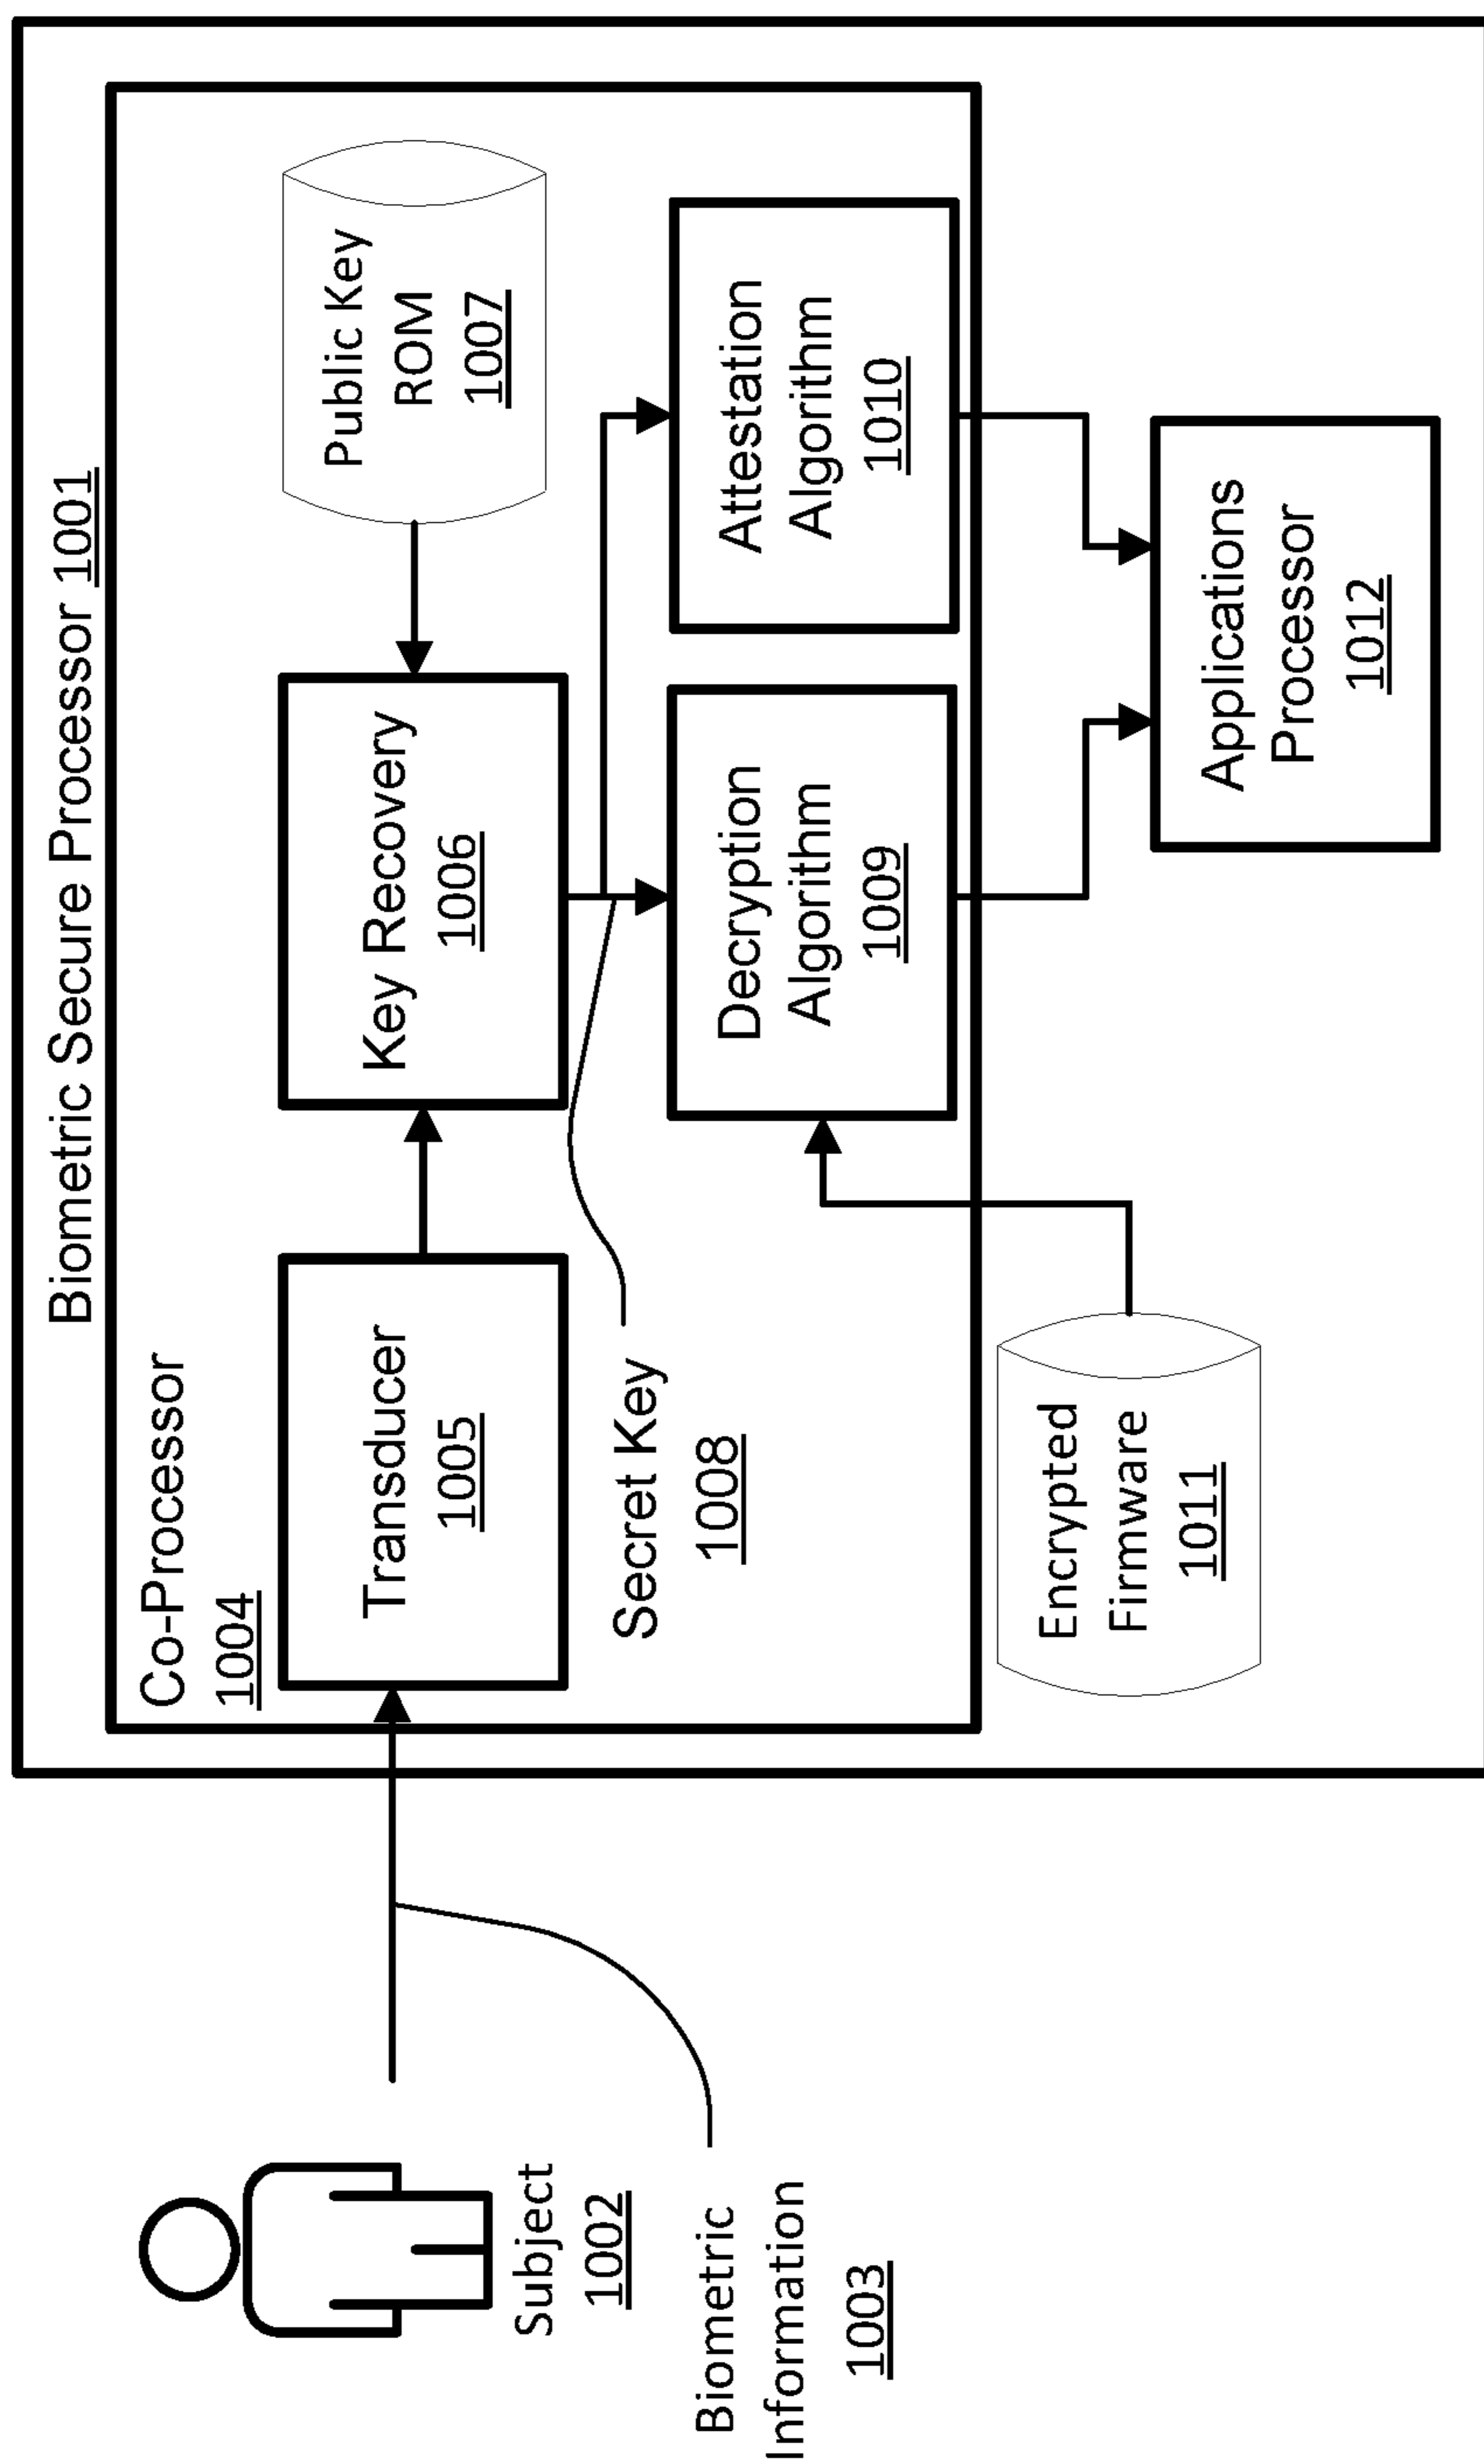 Biometric Secure Processor 1001
Co-Processor
1004
Subject
1002
Biometric
Information
1003
Transducer
1005
Key Recovery
1006
Public Key
ROM
1007
Secret Key
1008
Decryption
Algorithm
1009
Attestation
Algorithm
1010
Encrypted
Firmware
1011
Applications
Processor
1012